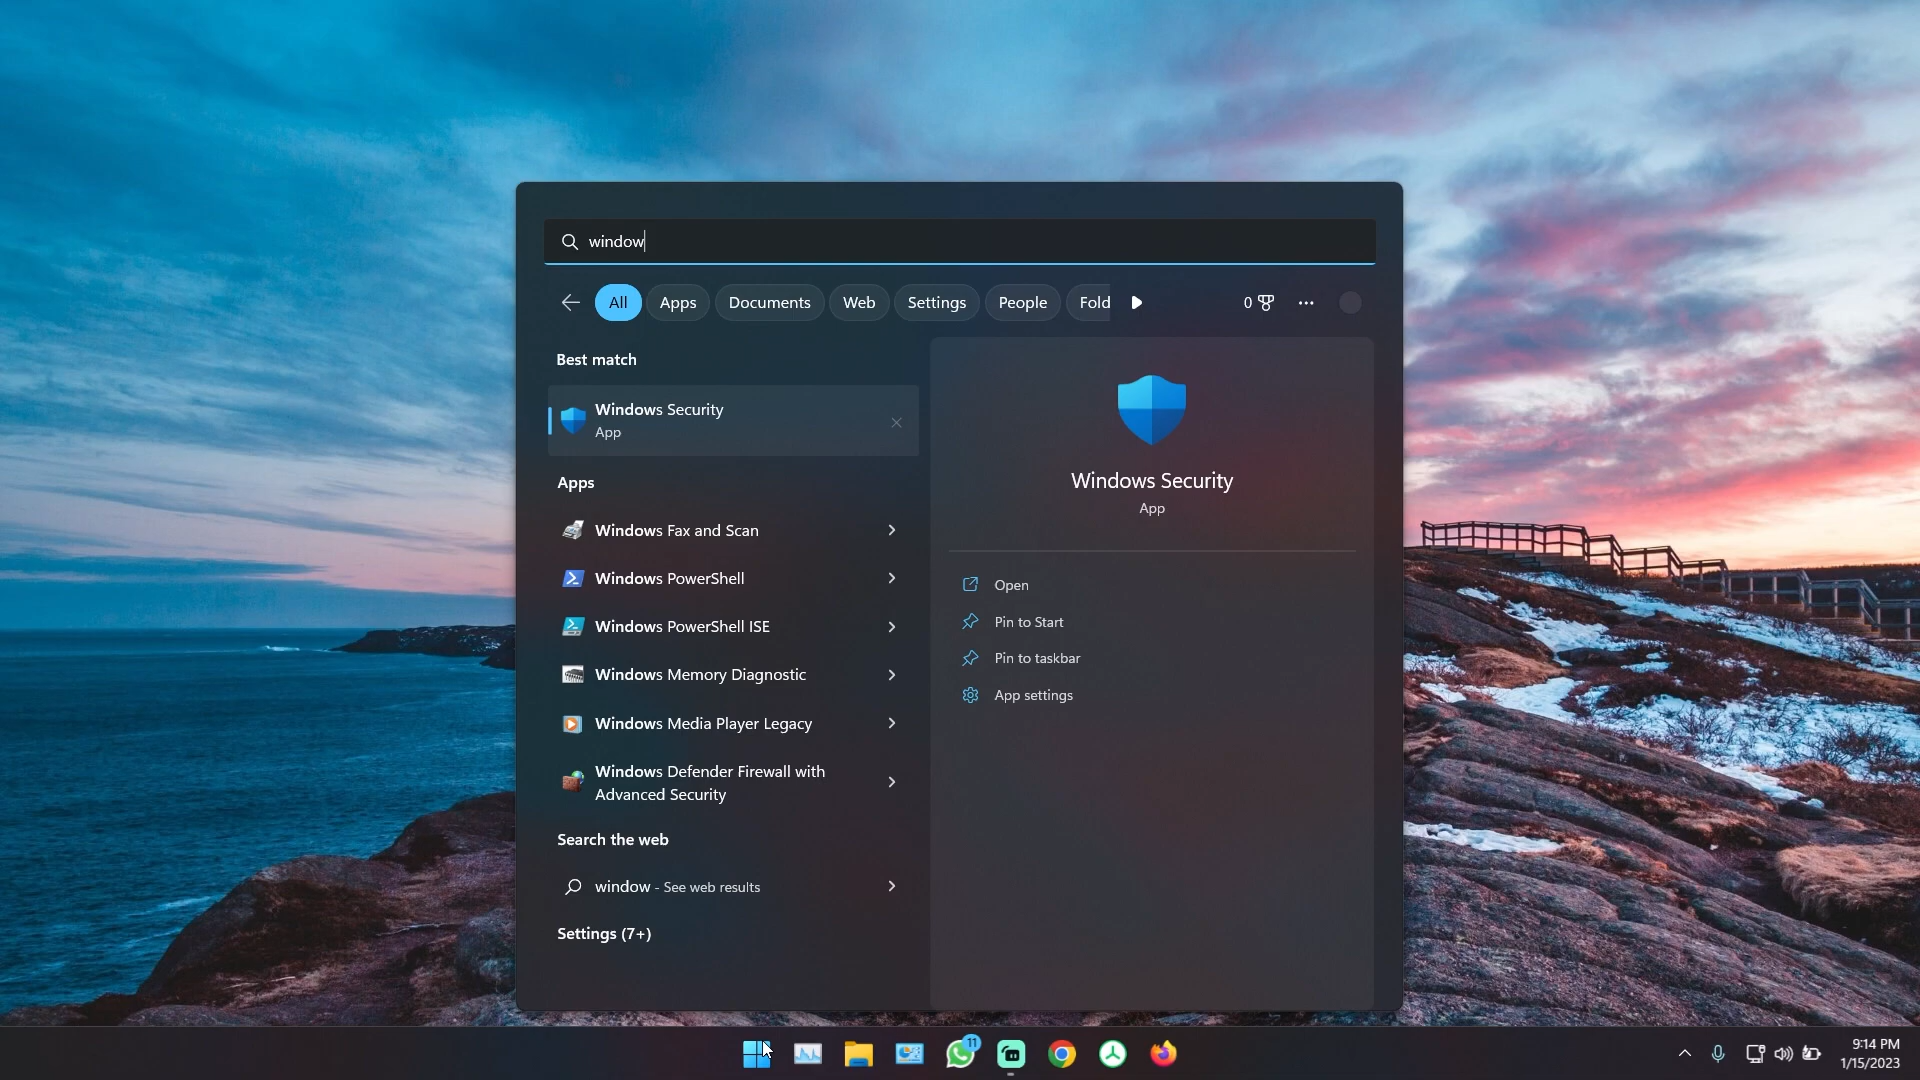 window
All
Apps
Documents
Web
Settings
People
Fold
0
Best match
Windows Security
App
Apps
Windows Fax and Scan
Windows PowerShell
Windows PowerShell ISE
Windows Memory Diagnostic
Windows Media Player Legacy
Windows Defender Firewall with
Advanced Security
Search the web
window - See web results
Settings (7+)
Windows Security
App
Open
Pin to Start
Pin to taskbar
App settings
11
9:14 PM
1/15/2023